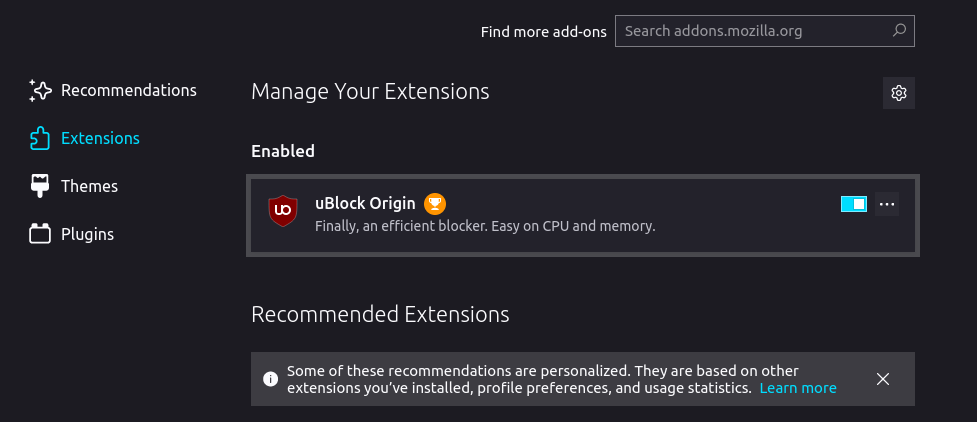 Find more add-ons
Search addons.mozilla.org
Recommendations
Extensions
Themes
Plugins
Manage Your Extensions
Enabled
uBlock Origin
Finally, an efficient blocker. Easy on CPU and memory.
Recommended Extensions
Some of these recommendations are personalized. They are based on other
extensions you’ve installed, profile preferences, and usage statistics. Learn more